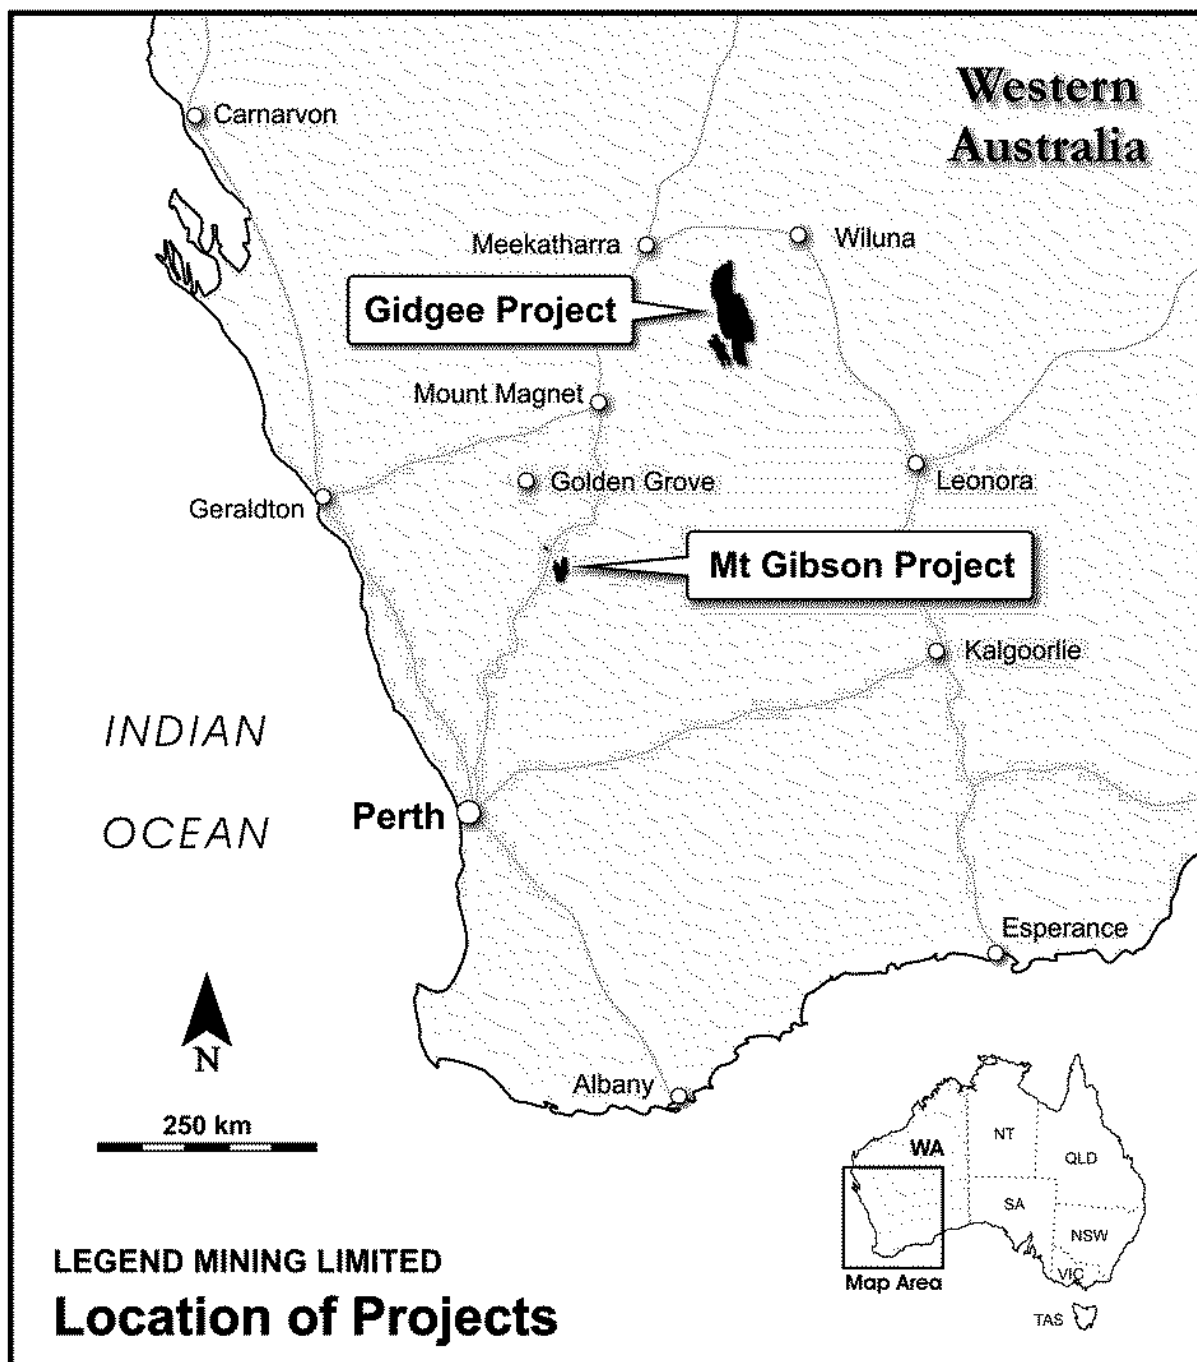 Western
Australia
Carnarvon
Meekatharra
Wiluna
Gidgee Project
Mount Magnet
Golden Grove
Leonora
Geraldton
Mt Gibson Project
Kalgoorlie
INDIAN
OCEAN
Perth
Esperance
N
Albany
250 km
WA
NT
QLD
SA
NSW
VIC
TAS
Map Area
LEGEND MINING LIMITED
Location of Projects